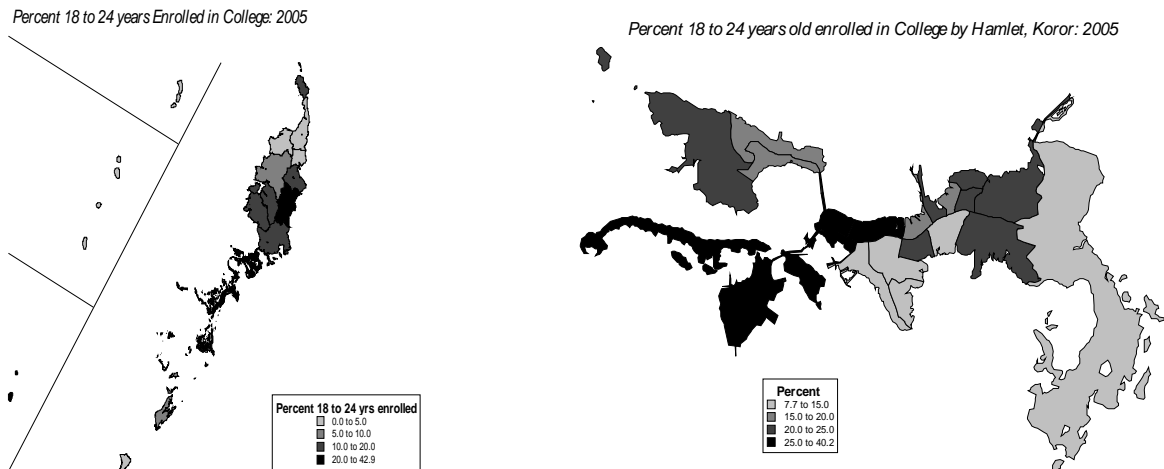 Percent 18 to 24 years Enrolled in College: 2005
Percent 18 to 24 yrs enrolled
0.0 to 5.0
5.0 to 10.0
10.0 to 20.0
20.0 to 42.9
Percent 18 to 24 years old enrolled in College by Hamlet, Koror: 2005
Percent
7.7 to 15.0
15.0 to 20.0
20.0 to 25.0
25.0 to 40.2